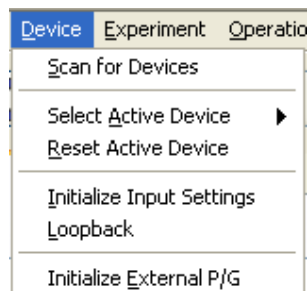 Device Experiment Operatio
Scan for Devices
Select Active Device
Reset Active Device
Initialize Input Settings
Loopback
Initialize External P/G